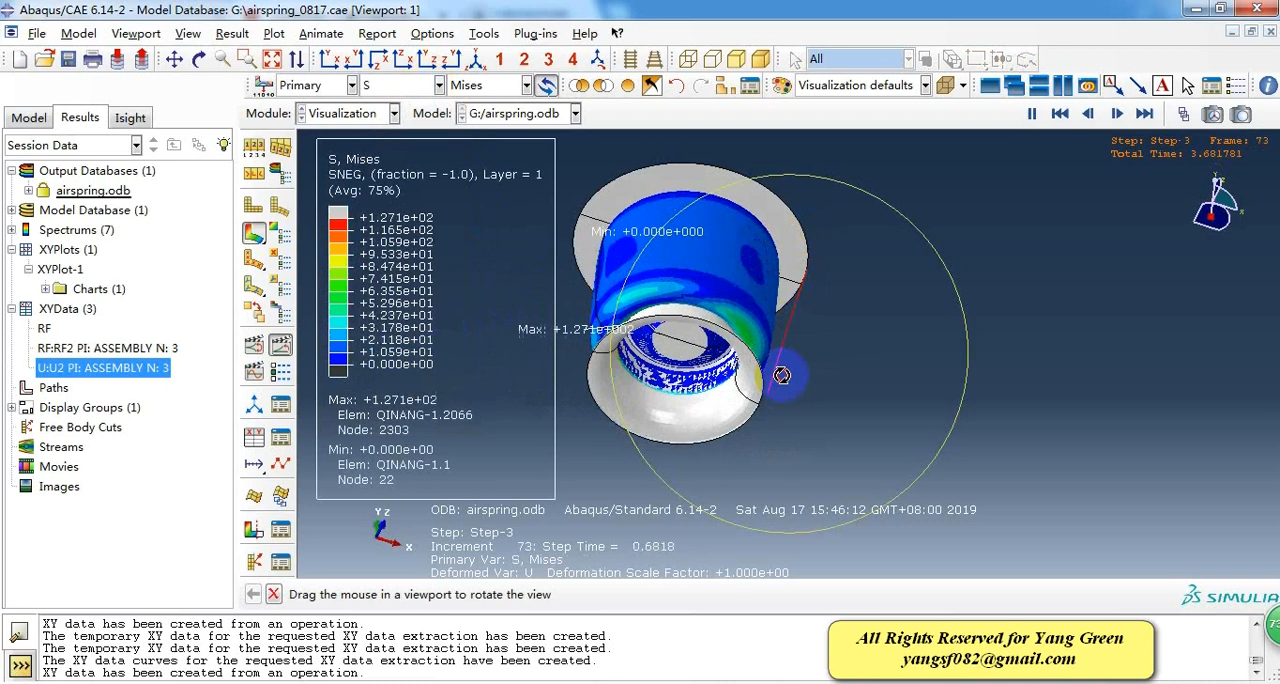 Abaqus/CAE 6.14-2 - Model Database: G:\airspring_0817.cae [Viewport: 1]
File Model Viewport View Result Plot Animate Report Options Tools Plug-ins Help
1 2 3 4 All
Primary S Mises Visualization defaults
Model Results Isight Module: Visualization Model: G:/airspring.odb
Session Data
Output Databases (1)
airspring.odb
Model Database (1)
Spectrums (7)
XYPlots (1)
XYPlot-1
Charts (1)
XYData (3)
RF
RF:RF2 PI: ASSEMBLY N: 3
U:U2 PI: ASSEMBLY N: 3
Paths
Display Groups (1)
Free Body Cuts
Streams
Movies
Images
S, Mises
SNEG, (fraction = -1.0), Layer = 1
(Avg: 75%)
+1.271e+02
+1.165e+02
+1.059e+02
+9.533e+01
+8.474e+01
+7.415e+01
+6.355e+01
+5.296e+01
+4.237e+01
+3.178e+01
+2.118e+01
+1.059e+01
+0.000e+00
Max: +1.271e+02
Elem: QINANG-1.2066
Node: 2303
Min: +0.000e+00
Elem: QINANG-1.1
Node: 22
Step: Step-3 Frame: 73
Total Time: 3.681781
Min: +0.000e+000
Max: +1.271e+002
ODB: airspring.odb Abaqus/Standard 6.14-2 Sat Aug 17 15:46:12 GMT+08:00 2019
Step: Step-3
Increment 73: Step Time = 0.6818
Primary Var: S, Mises
Deformed Var: U Deformation Scale Factor: +1.000e+00
Y Z
X
Drag the mouse in a viewport to rotate the view
SIMULIA
XY data has been created from an operation.
The temporary XY data for the requested XY data extraction has been created.
The temporary XY data for the requested XY data extraction has been created.
The XY data curves for the requested XY data extraction have been created.
XY data has been created from an operation.
All Rights Reserved for Yang Green
yangsf082@gmail.com